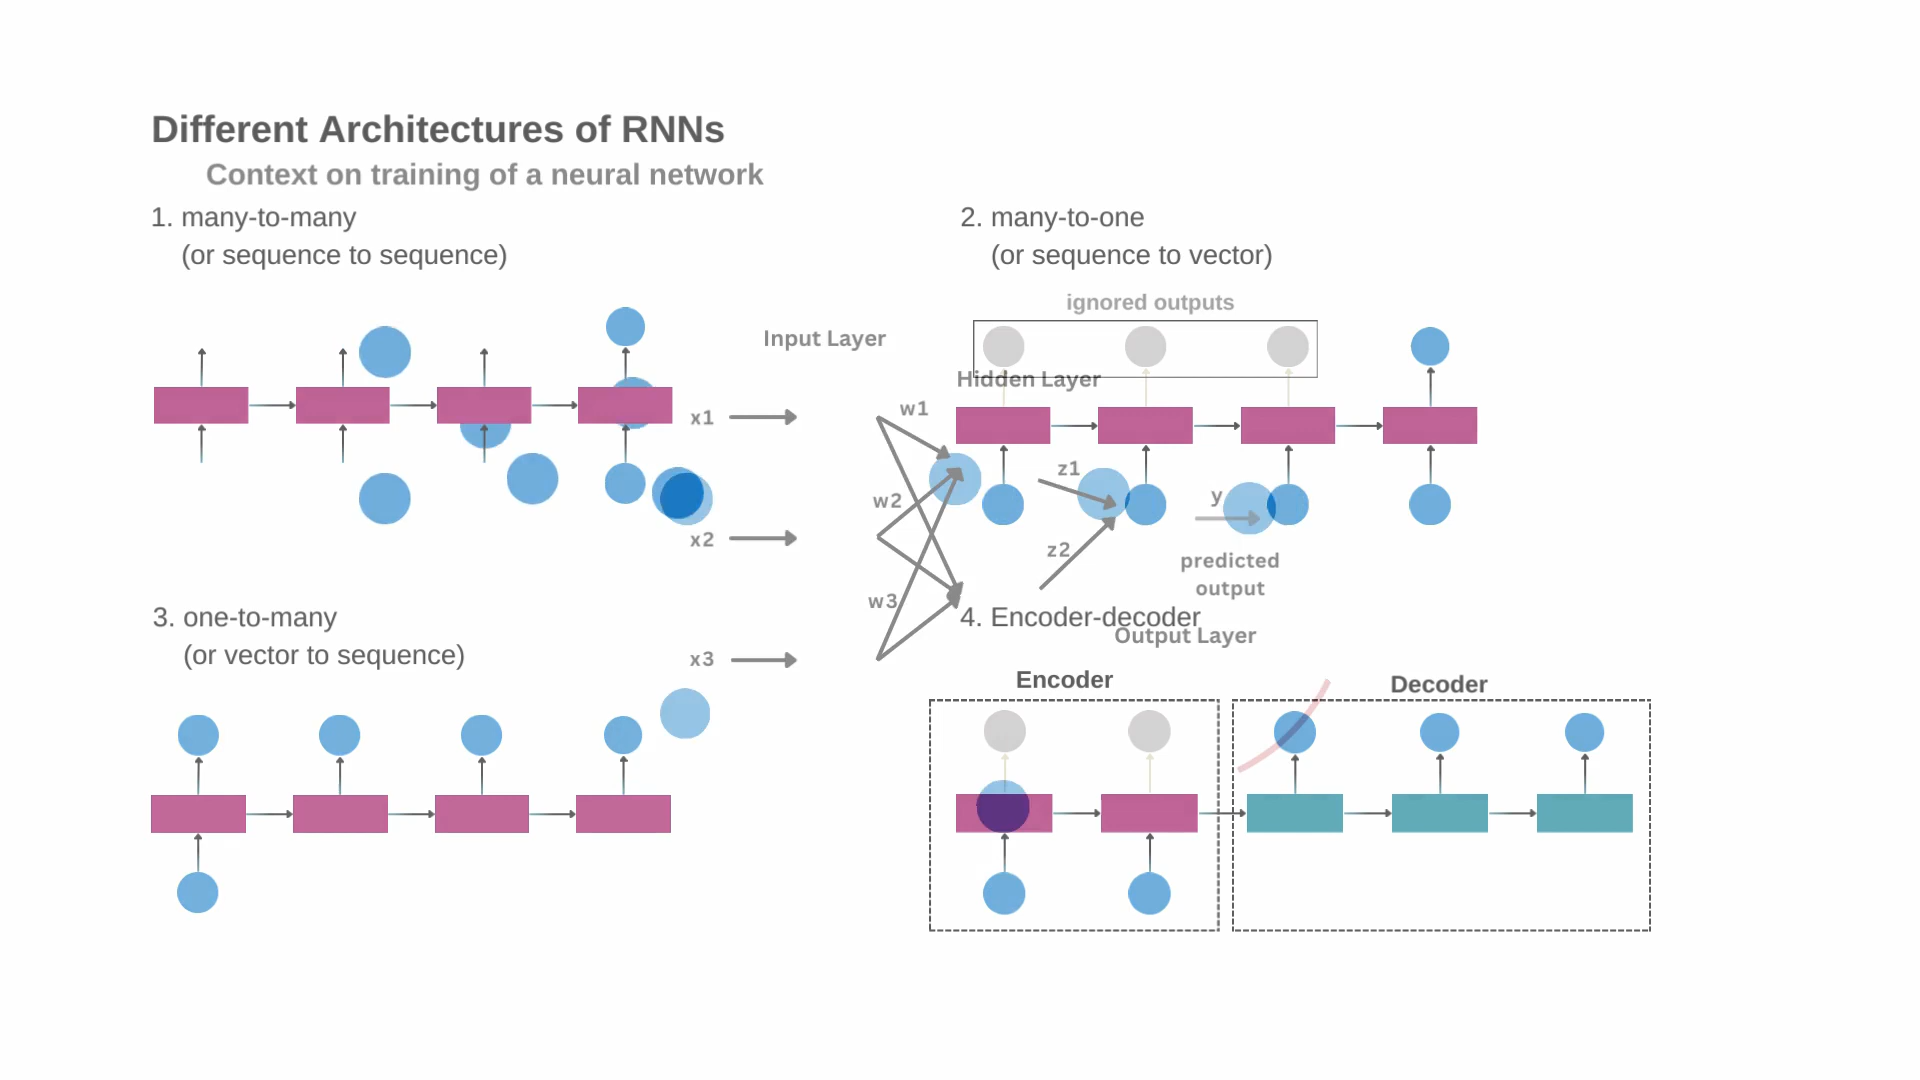 Different Architectures of RNNs
Context on training of a neural network
1. many-to-many
(or sequence to sequence)
2. many-to-one
(or sequence to vector)
ignored outputs
Input Layer
Hidden Layer
x1
w1
z1
w2
y
x2
z2
predicted
output
w3
3. one-to-many
(or vector to sequence)
4. Encoder-decoder
Output Layer
x3
Encoder
Decoder